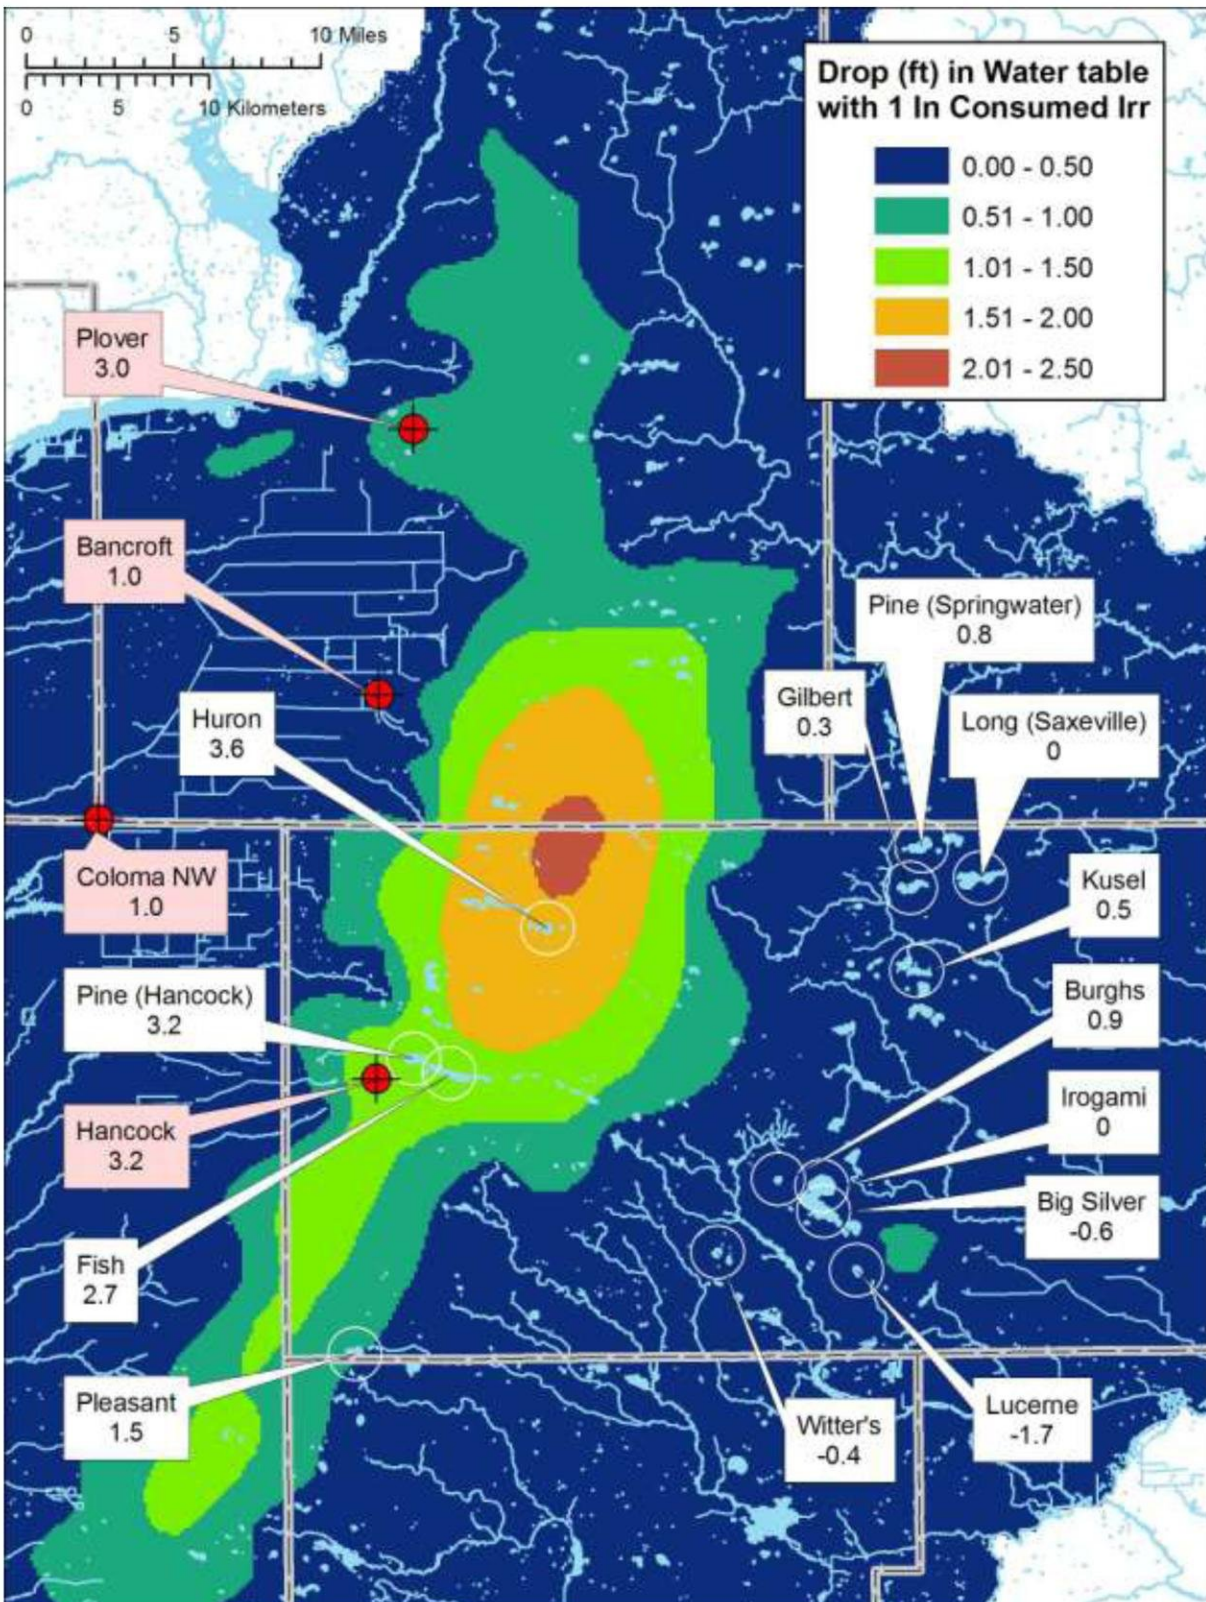 0 5 10 Miles
0 5 10 Kilometers
Drop (ft) in Water table
with 1 In Consumed Irr
0.00 - 0.50
0.51 - 1.00
1.01 - 1.50
1.51 - 2.00
2.01 - 2.50
Plover
3.0
Bancroft
1.0
Pine (Springwater)
0.8
Gilbert
0.3
Huron
3.6
Long (Saxeville)
0
Coloma NW
1.0
Kusel
0.5
Pine (Hancock)
3.2
Burghs
0.9
Hancock
3.2
Irogami
0
Big Silver
-0.6
Fish
2.7
Pleasant
1.5
Witter's
-0.4
Lucerne
-1.7